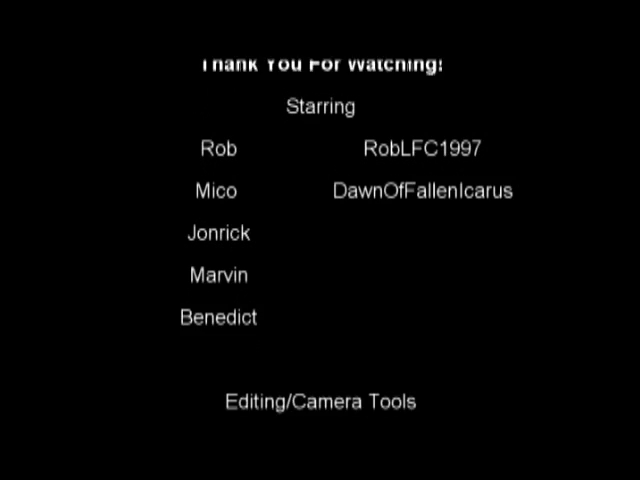 Thank You For Watching!
Starring
Rob RobLFC1997
Mico DawnOfFallenIcarus
Jonrick
Marvin
Benedict
Editing/Camera Tools